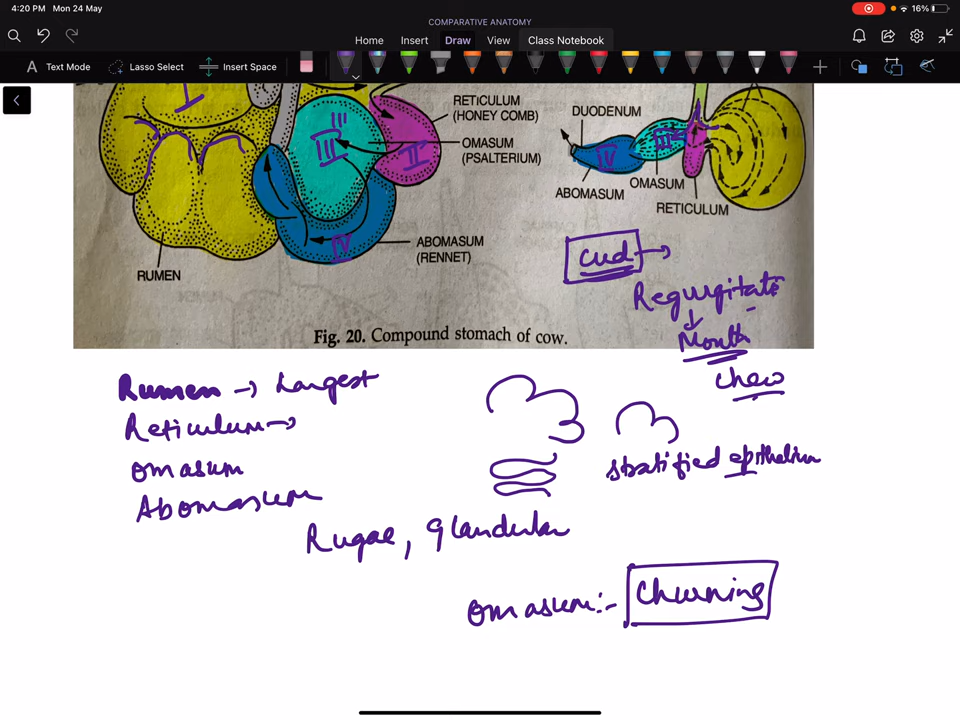 4:20 PM Mon 24 May
16%
COMPARATIVE ANATOMY
Home Insert Draw View Class Notebook
Text Mode Lasso Select Insert Space
I
RETICULUM
(HONEY COMB)
OMASUM
(PSALTERIUM)
III
III
II
ABOMASUM
(RENNET)
IV
RUMEN
DUODENUM
III
IV
OMASUM
ABOMASUM
RETICULUM
Fig. 20. Compound stomach of cow.
cud →
Regurgitate
↓
Mouth
chew
Rumen → Largest
Reticulum →
omasum
Abomasum
stratified epithelium
Rugae, glandular
omasum:- Churning